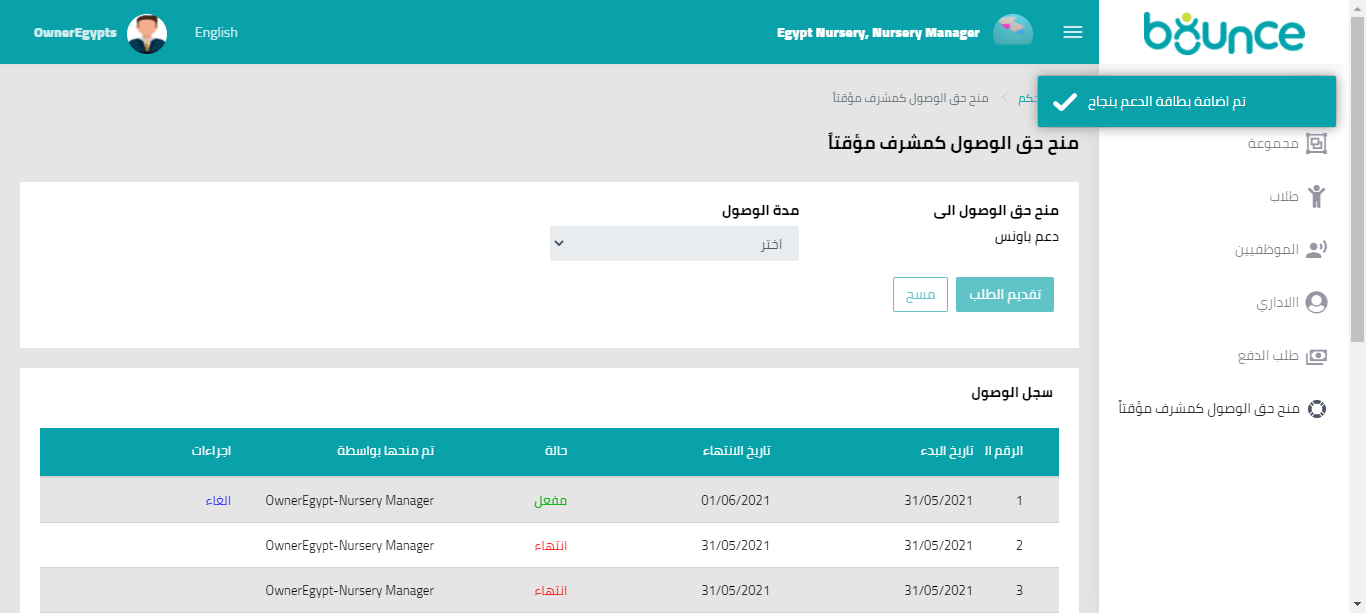 bounce
Egypt Nursery, Nursery Manager
English
OwnerEgypts
تم اضافة بطاقة الدعم بنجاح
مجموعة
طلاب
الموظفيين
االاداري
طلب الدفع
منح حق الوصول كمشرف مؤقتاً
منح حق الوصول كمشرف مؤقتاً
منح حق الوصول كمشرف مؤقتاً
منح حق الوصول الى
دعم باونس
مدة الوصول
اختر
تقديم الطلب
مسح
سجل الوصول
الرقم ال تاريخ البدء تاريخ الانتهاء حالة تم منحها بواسطة اجراءات
1 31/05/2021 01/06/2021 مفعل OwnerEgypt-Nursery Manager الغاء
2 31/05/2021 31/05/2021 انتهاء OwnerEgypt-Nursery Manager
3 31/05/2021 31/05/2021 انتهاء OwnerEgypt-Nursery Manager